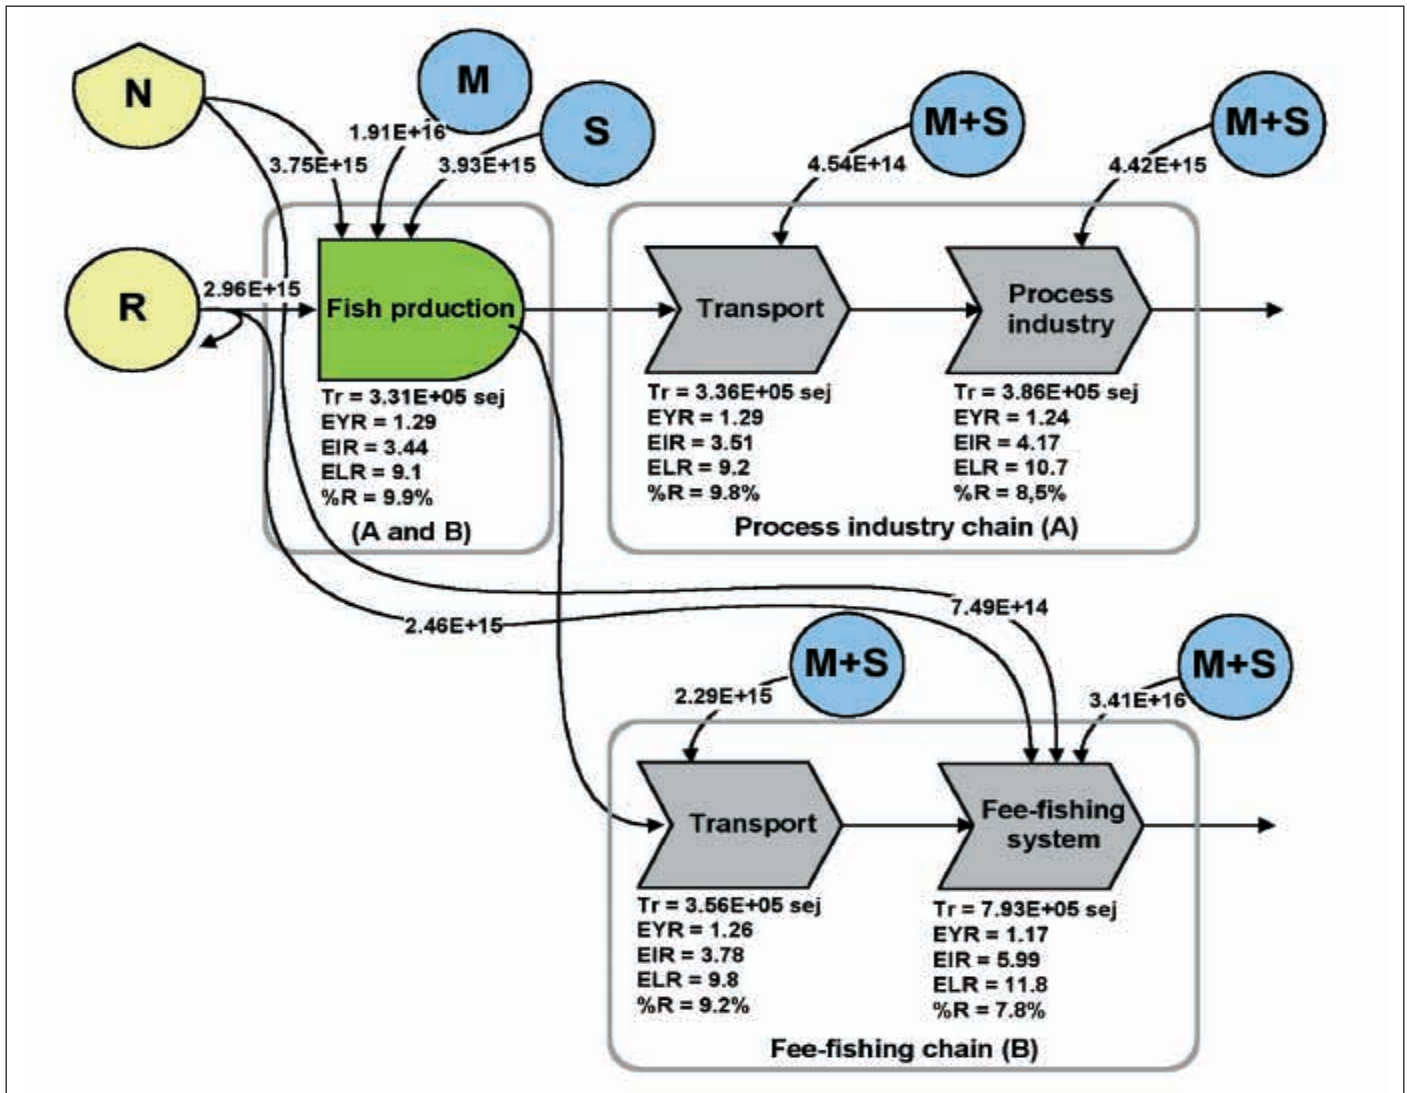 N
M
S
M+S
M+S
1.91E+16
3.75E+15
3.93E+15
4.54E+14
4.42E+15
R
2.96E+15
Fish prduction
Transport
Process
industry
Tr = 3.31E+05 sej
EYR = 1.29
EIR = 3.44
ELR = 9.1
%R = 9.9%
(A and B)
Tr = 3.36E+05 sej
EYR = 1.29
EIR = 3.51
ELR = 9.2
%R = 9.8%
Tr = 3.86E+05 sej
EYR = 1.24
EIR = 4.17
ELR = 10.7
%R = 8,5%
Process industry chain (A)
7.49E+14
2.46E+15
M+S
M+S
2.29E+15
3.41E+16
Transport
Fee-fishing
system
Tr = 3.56E+05 sej
EYR = 1.26
EIR = 3.78
ELR = 9.8
%R = 9.2%
Tr = 7.93E+05 sej
EYR = 1.17
EIR = 5.99
ELR = 11.8
%R = 7.8%
Fee-fishing chain (B)